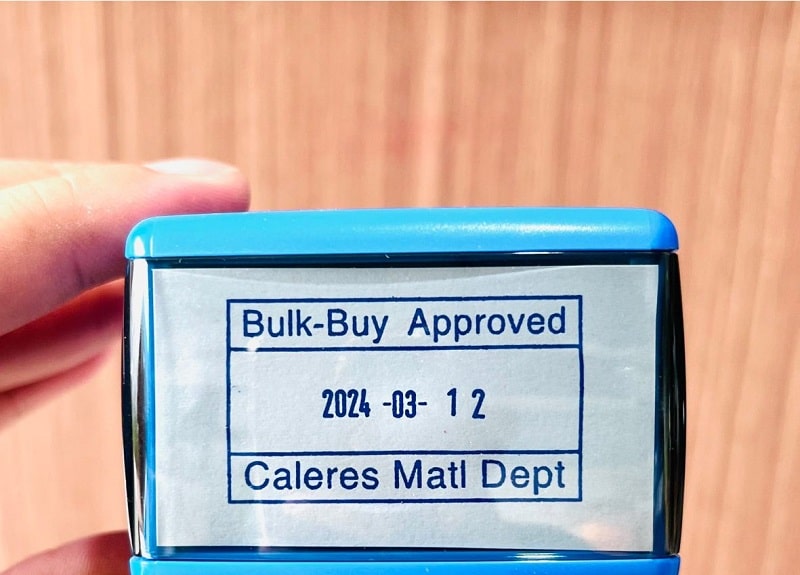 Bulk-Buy Approved
2024 -03- 1 2
Caleres Matl Dept